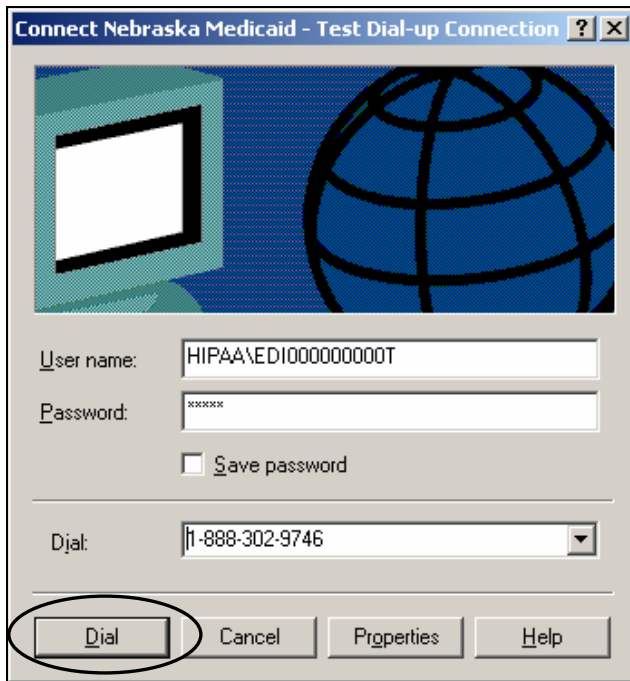 Connect Nebraska Medicaid - Test Dial-up Connection ? X
User name: HIPAA\EDI000000000T
Password: *****
Save password
Dial: 1-888-302-9746
Dial Cancel Properties Help